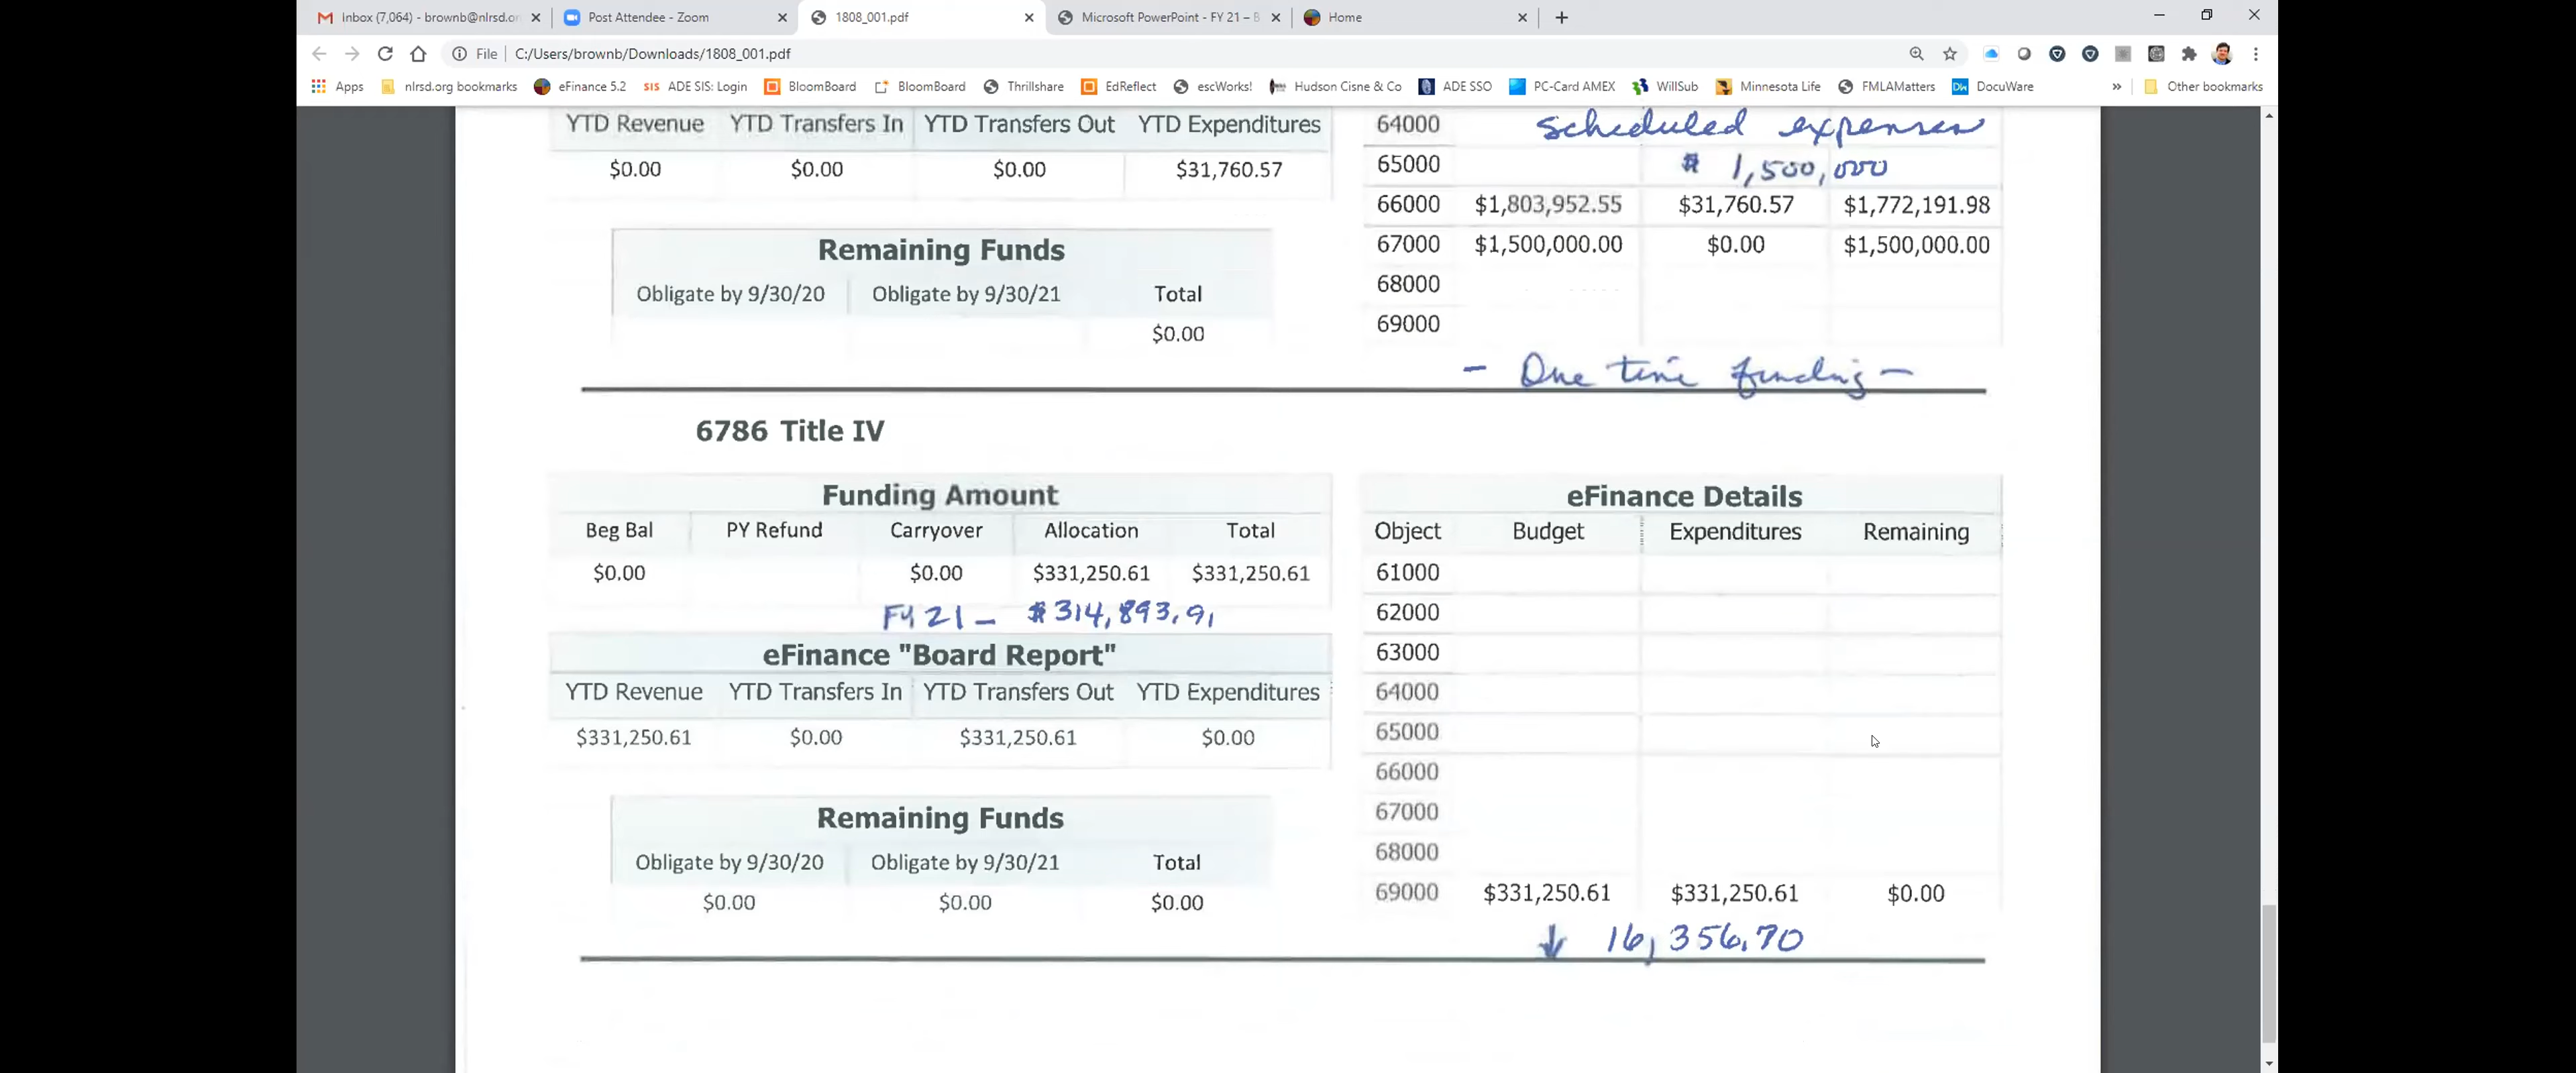 Inbox (7,064) - brownb@nlrsd.or
Post Attendee - Zoom
1808_001.pdf
Microsoft PowerPoint - FY 21 – B
Home
File C:/Users/brownb/Downloads/1808_001.pdf
Apps nlrsd.org bookmarks eFinance 5.2 SIS ADE SIS: Login BloomBoard BloomBoard Thrillshare EdReflect escWorks! Hudson Cisne & Co ADE SSO PC-Card AMEX WillSub Minnesota Life FMLAMatters Dw DocuWare » Other bookmarks
YTD Revenue YTD Transfers In YTD Transfers Out YTD Expenditures
$0.00 $0.00 $0.00 $31,760.57
Remaining Funds
Obligate by 9/30/20 Obligate by 9/30/21 Total
$0.00
64000 scheduled expenses
65000 $ 1,500,000
66000 $1,803,952.55 $31,760.57 $1,772,191.98
67000 $1,500,000.00 $0.00 $1,500,000.00
68000
69000
- One time funding -
6786 Title IV
Funding Amount
Beg Bal PY Refund Carryover Allocation Total
$0.00 $0.00 $331,250.61 $331,250.61
FY 21 - $314,893.91
eFinance "Board Report"
YTD Revenue YTD Transfers In YTD Transfers Out YTD Expenditures
$331,250.61 $0.00 $331,250.61 $0.00
Remaining Funds
Obligate by 9/30/20 Obligate by 9/30/21 Total
$0.00 $0.00 $0.00
eFinance Details
Object Budget Expenditures Remaining
61000
62000
63000
64000
65000
66000
67000
68000
69000 $331,250.61 $331,250.61 $0.00
↓ 16,356.70